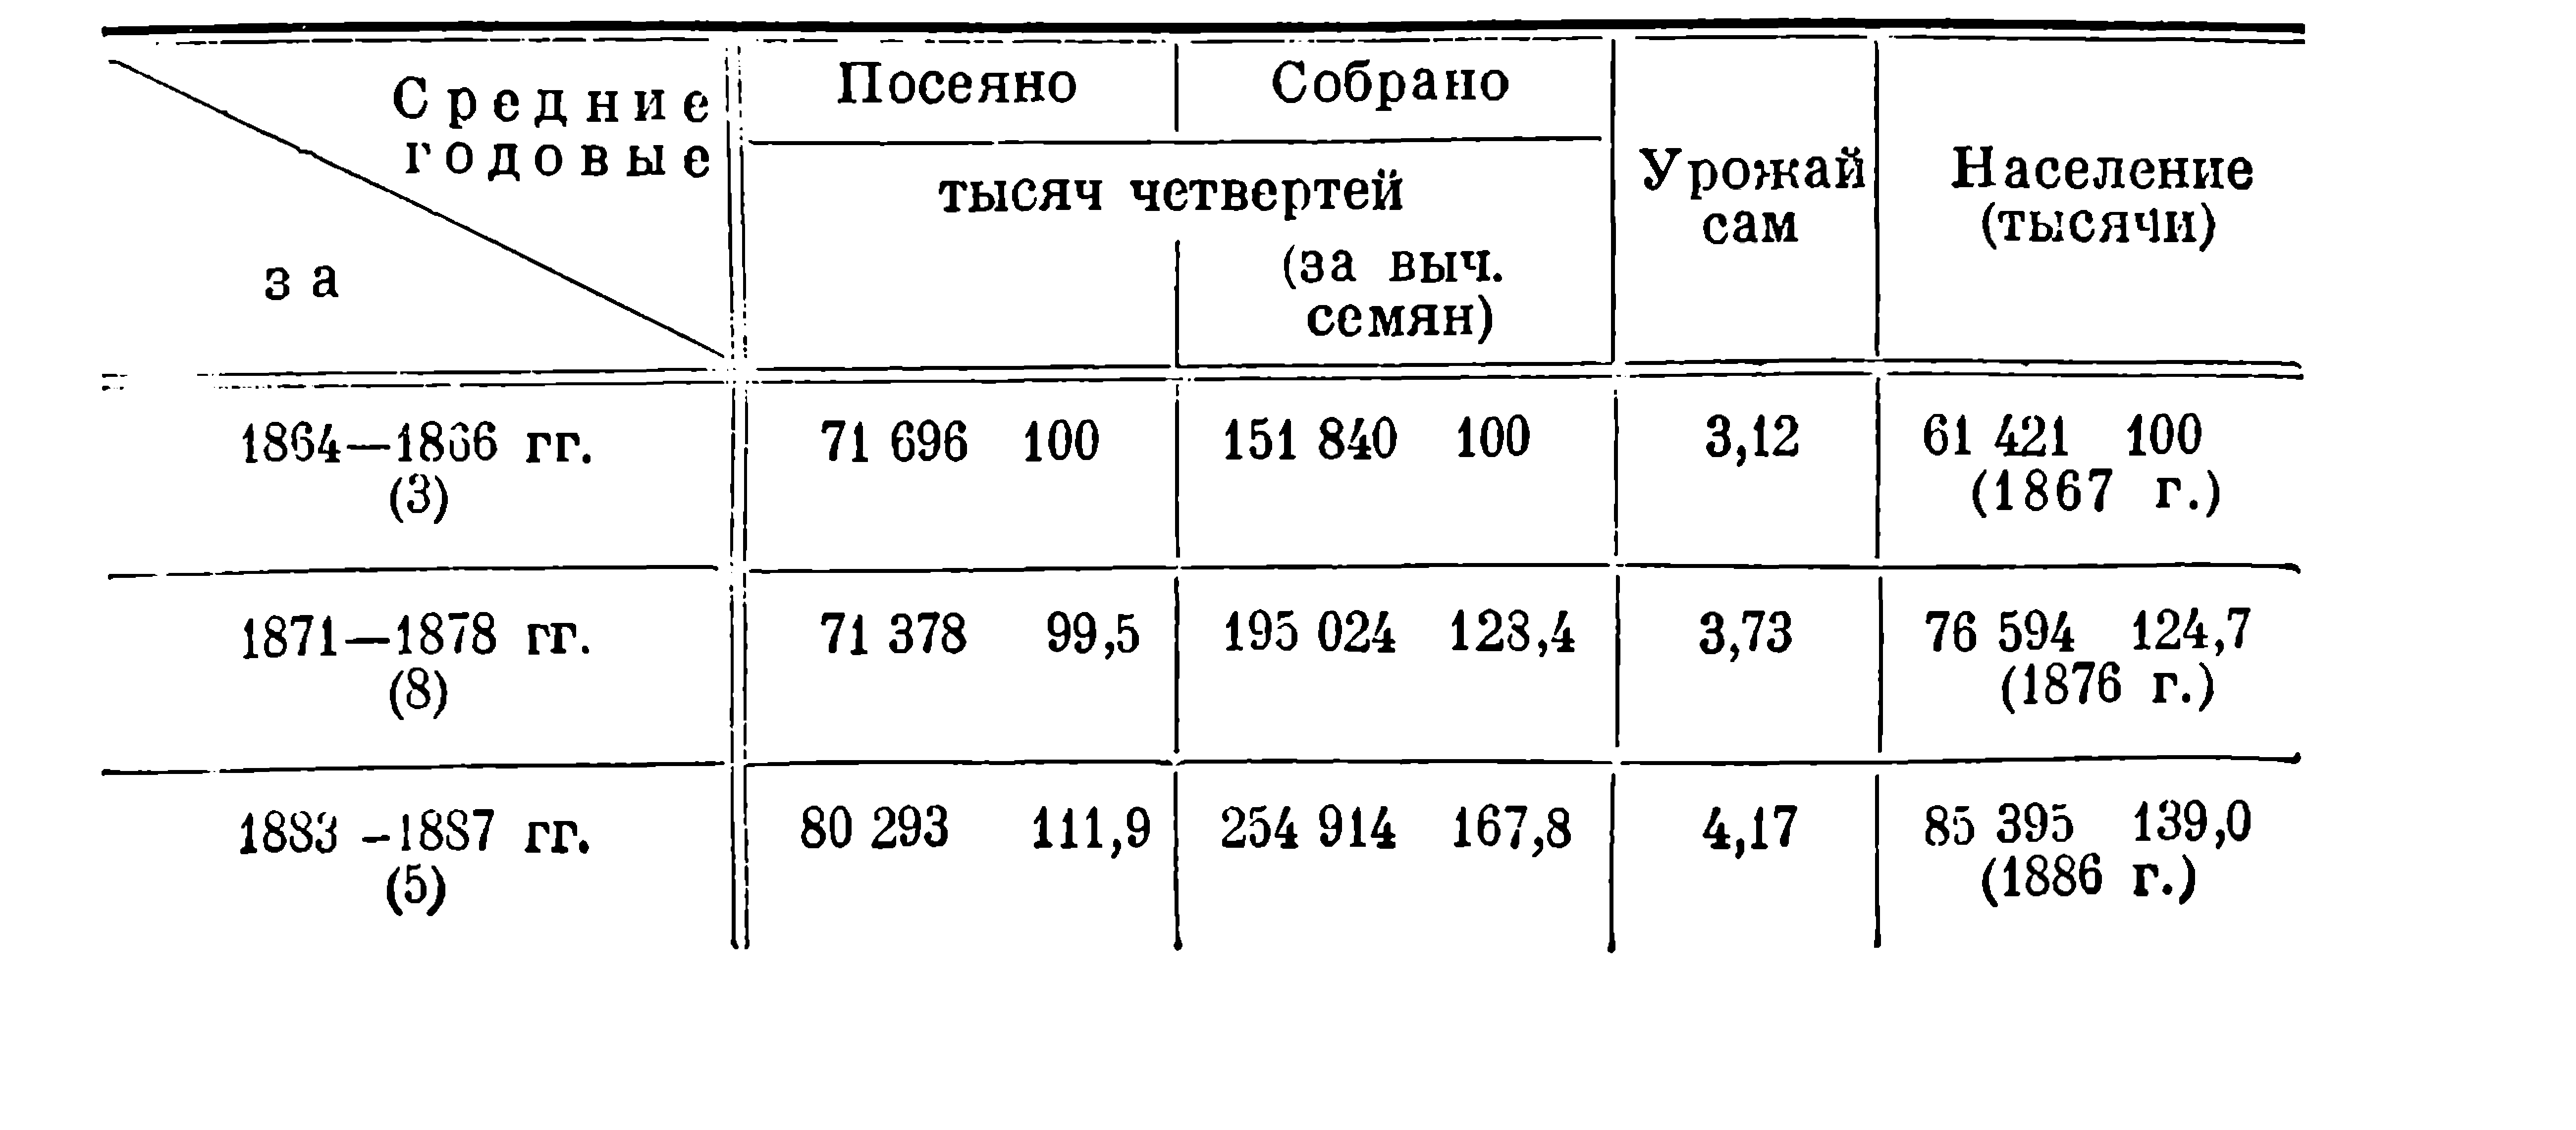 Средние
годовые
за
Посеяно
Собрано
тысяч четвертей
(за выч.
семян)
Урожай
сам
Население
(тысячи)
1864—1866 гг.
(3)
71 696 100
151 840 100
3,12
61 421 100
(1867 г.)
1871—1878 гг.
(8)
71 378 99,5
195 024 128,4
3,73
76 594 124,7
(1876 г.)
1883-1887 гг.
(5)
80 293 111,9
254 914 167,8
4,17
85 395 139,0
(1886 г.)